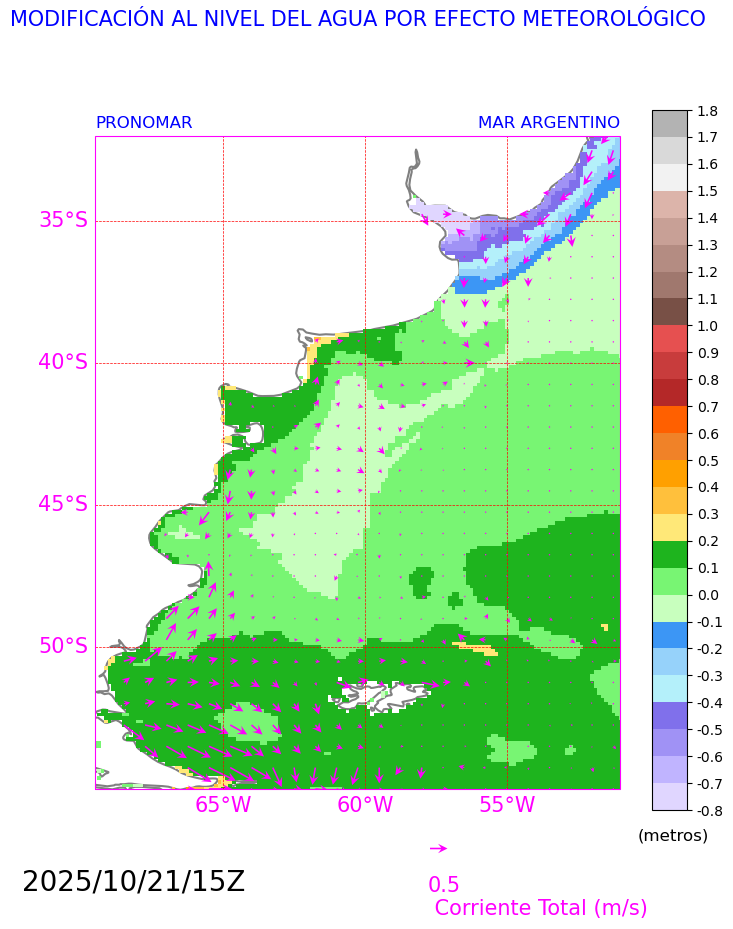 MODIFICACIÓN AL NIVEL DEL AGUA POR EFECTO METEOROLÓGICO
PRONOMAR
MAR ARGENTINO
35°S
40°S
45°S
50°S
65°W
60°W
55°W
1.8
1.7
1.6
1.5
1.4
1.3
1.2
1.1
1.0
0.9
0.8
0.7
0.6
0.5
0.4
0.3
0.2
0.1
0.0
-0.1
-0.2
-0.3
-0.4
-0.5
-0.6
-0.7
-0.8
(metros)
2025/10/21/15Z
0.5
Corriente Total (m/s)